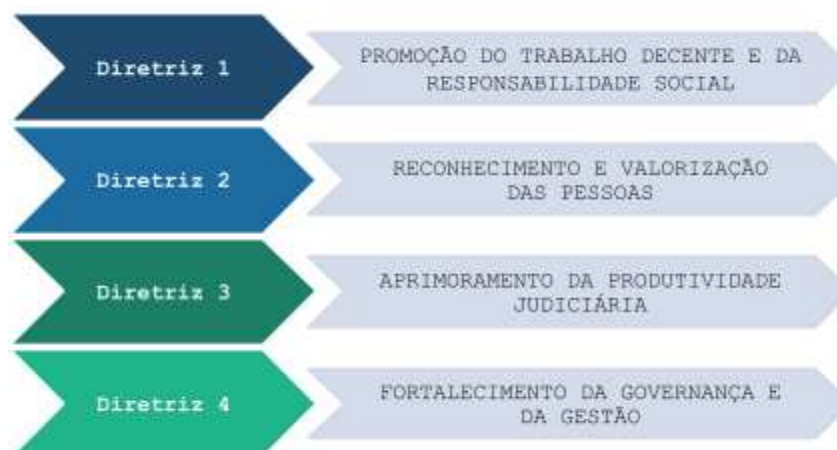 Diretriz 1
PROMOÇÃO DO TRABALHO DECENTE E DA
RESPONSABILIDADE SOCIAL
Diretriz 2
RECONHECIMENTO E VALORIZAÇÃO
DAS PESSOAS
Diretriz 3
APRIMORAMENTO DA PRODUTIVIDADE
JUDICIÁRIA
Diretriz 4
FORTALECIMENTO DA GOVERNANÇA E
DA GESTÃO